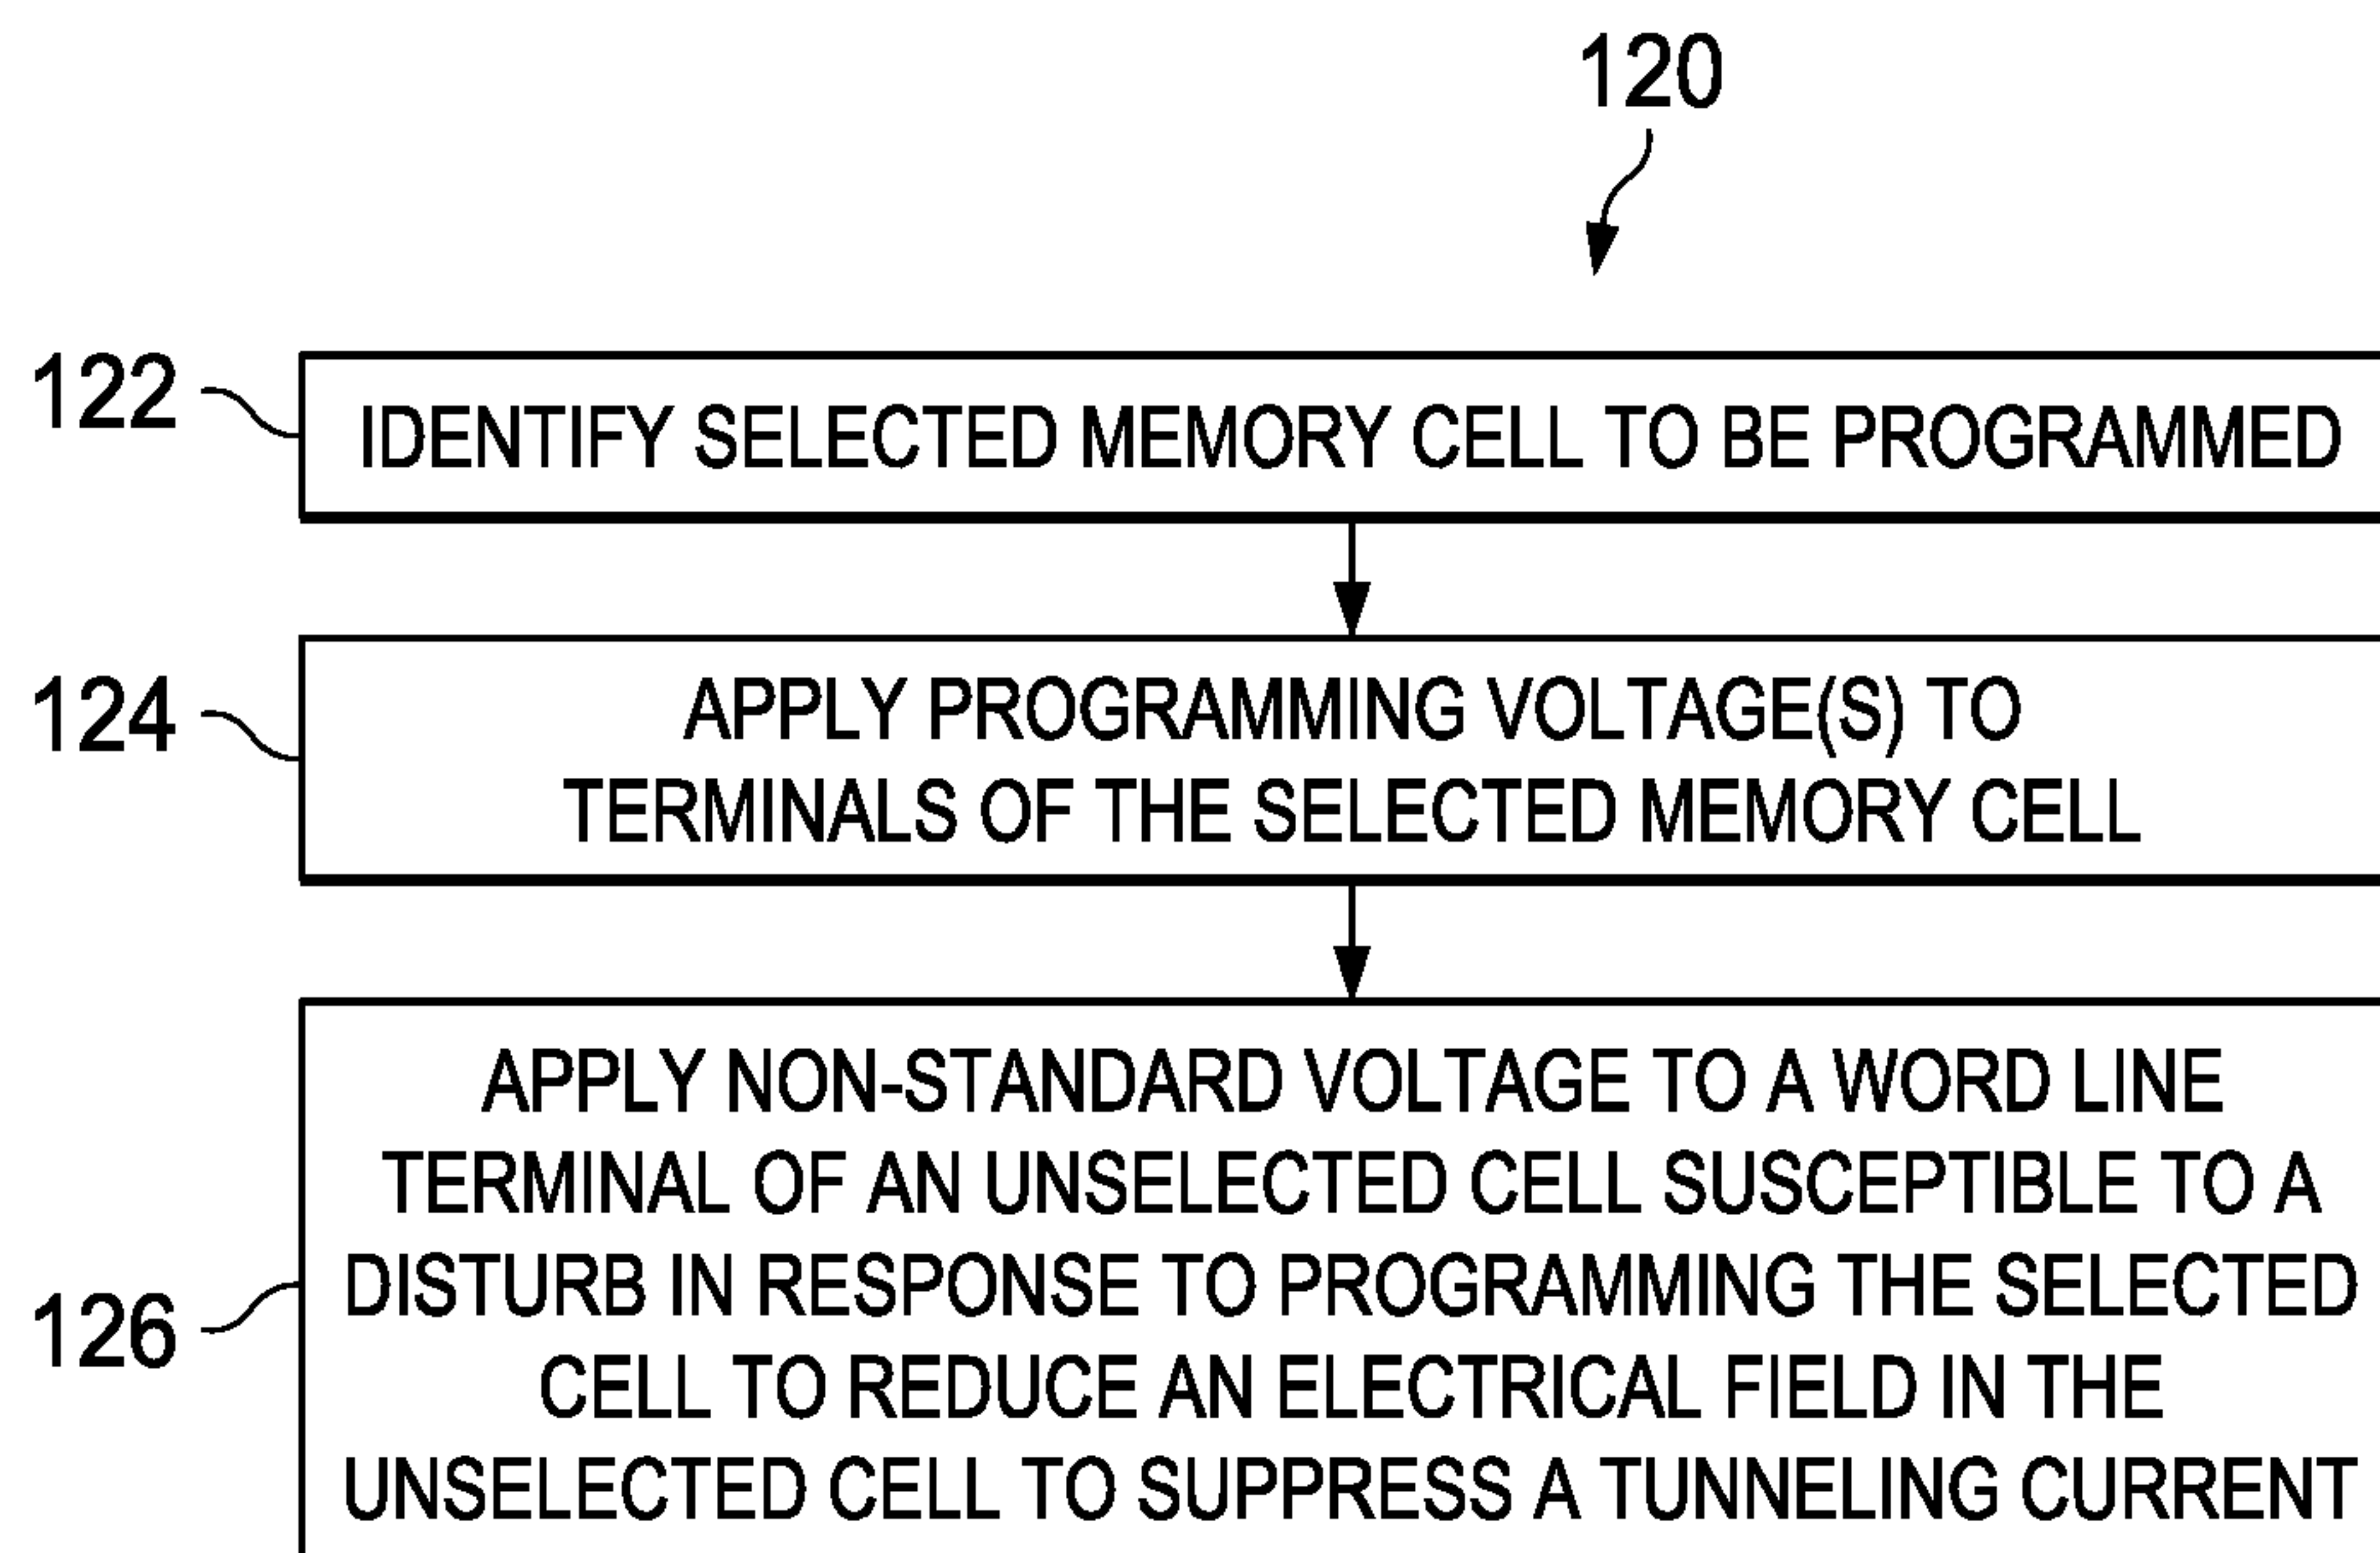 120
122
IDENTIFY SELECTED MEMORY CELL TO BE PROGRAMMED
124
APPLY PROGRAMMING VOLTAGE(S) TO
TERMINALS OF THE SELECTED MEMORY CELL
126
APPLY NON-STANDARD VOLTAGE TO A WORD LINE
TERMINAL OF AN UNSELECTED CELL SUSCEPTIBLE TO A
DISTURB IN RESPONSE TO PROGRAMMING THE SELECTED
CELL TO REDUCE AN ELECTRICAL FIELD IN THE
UNSELECTED CELL TO SUPPRESS A TUNNELING CURRENT